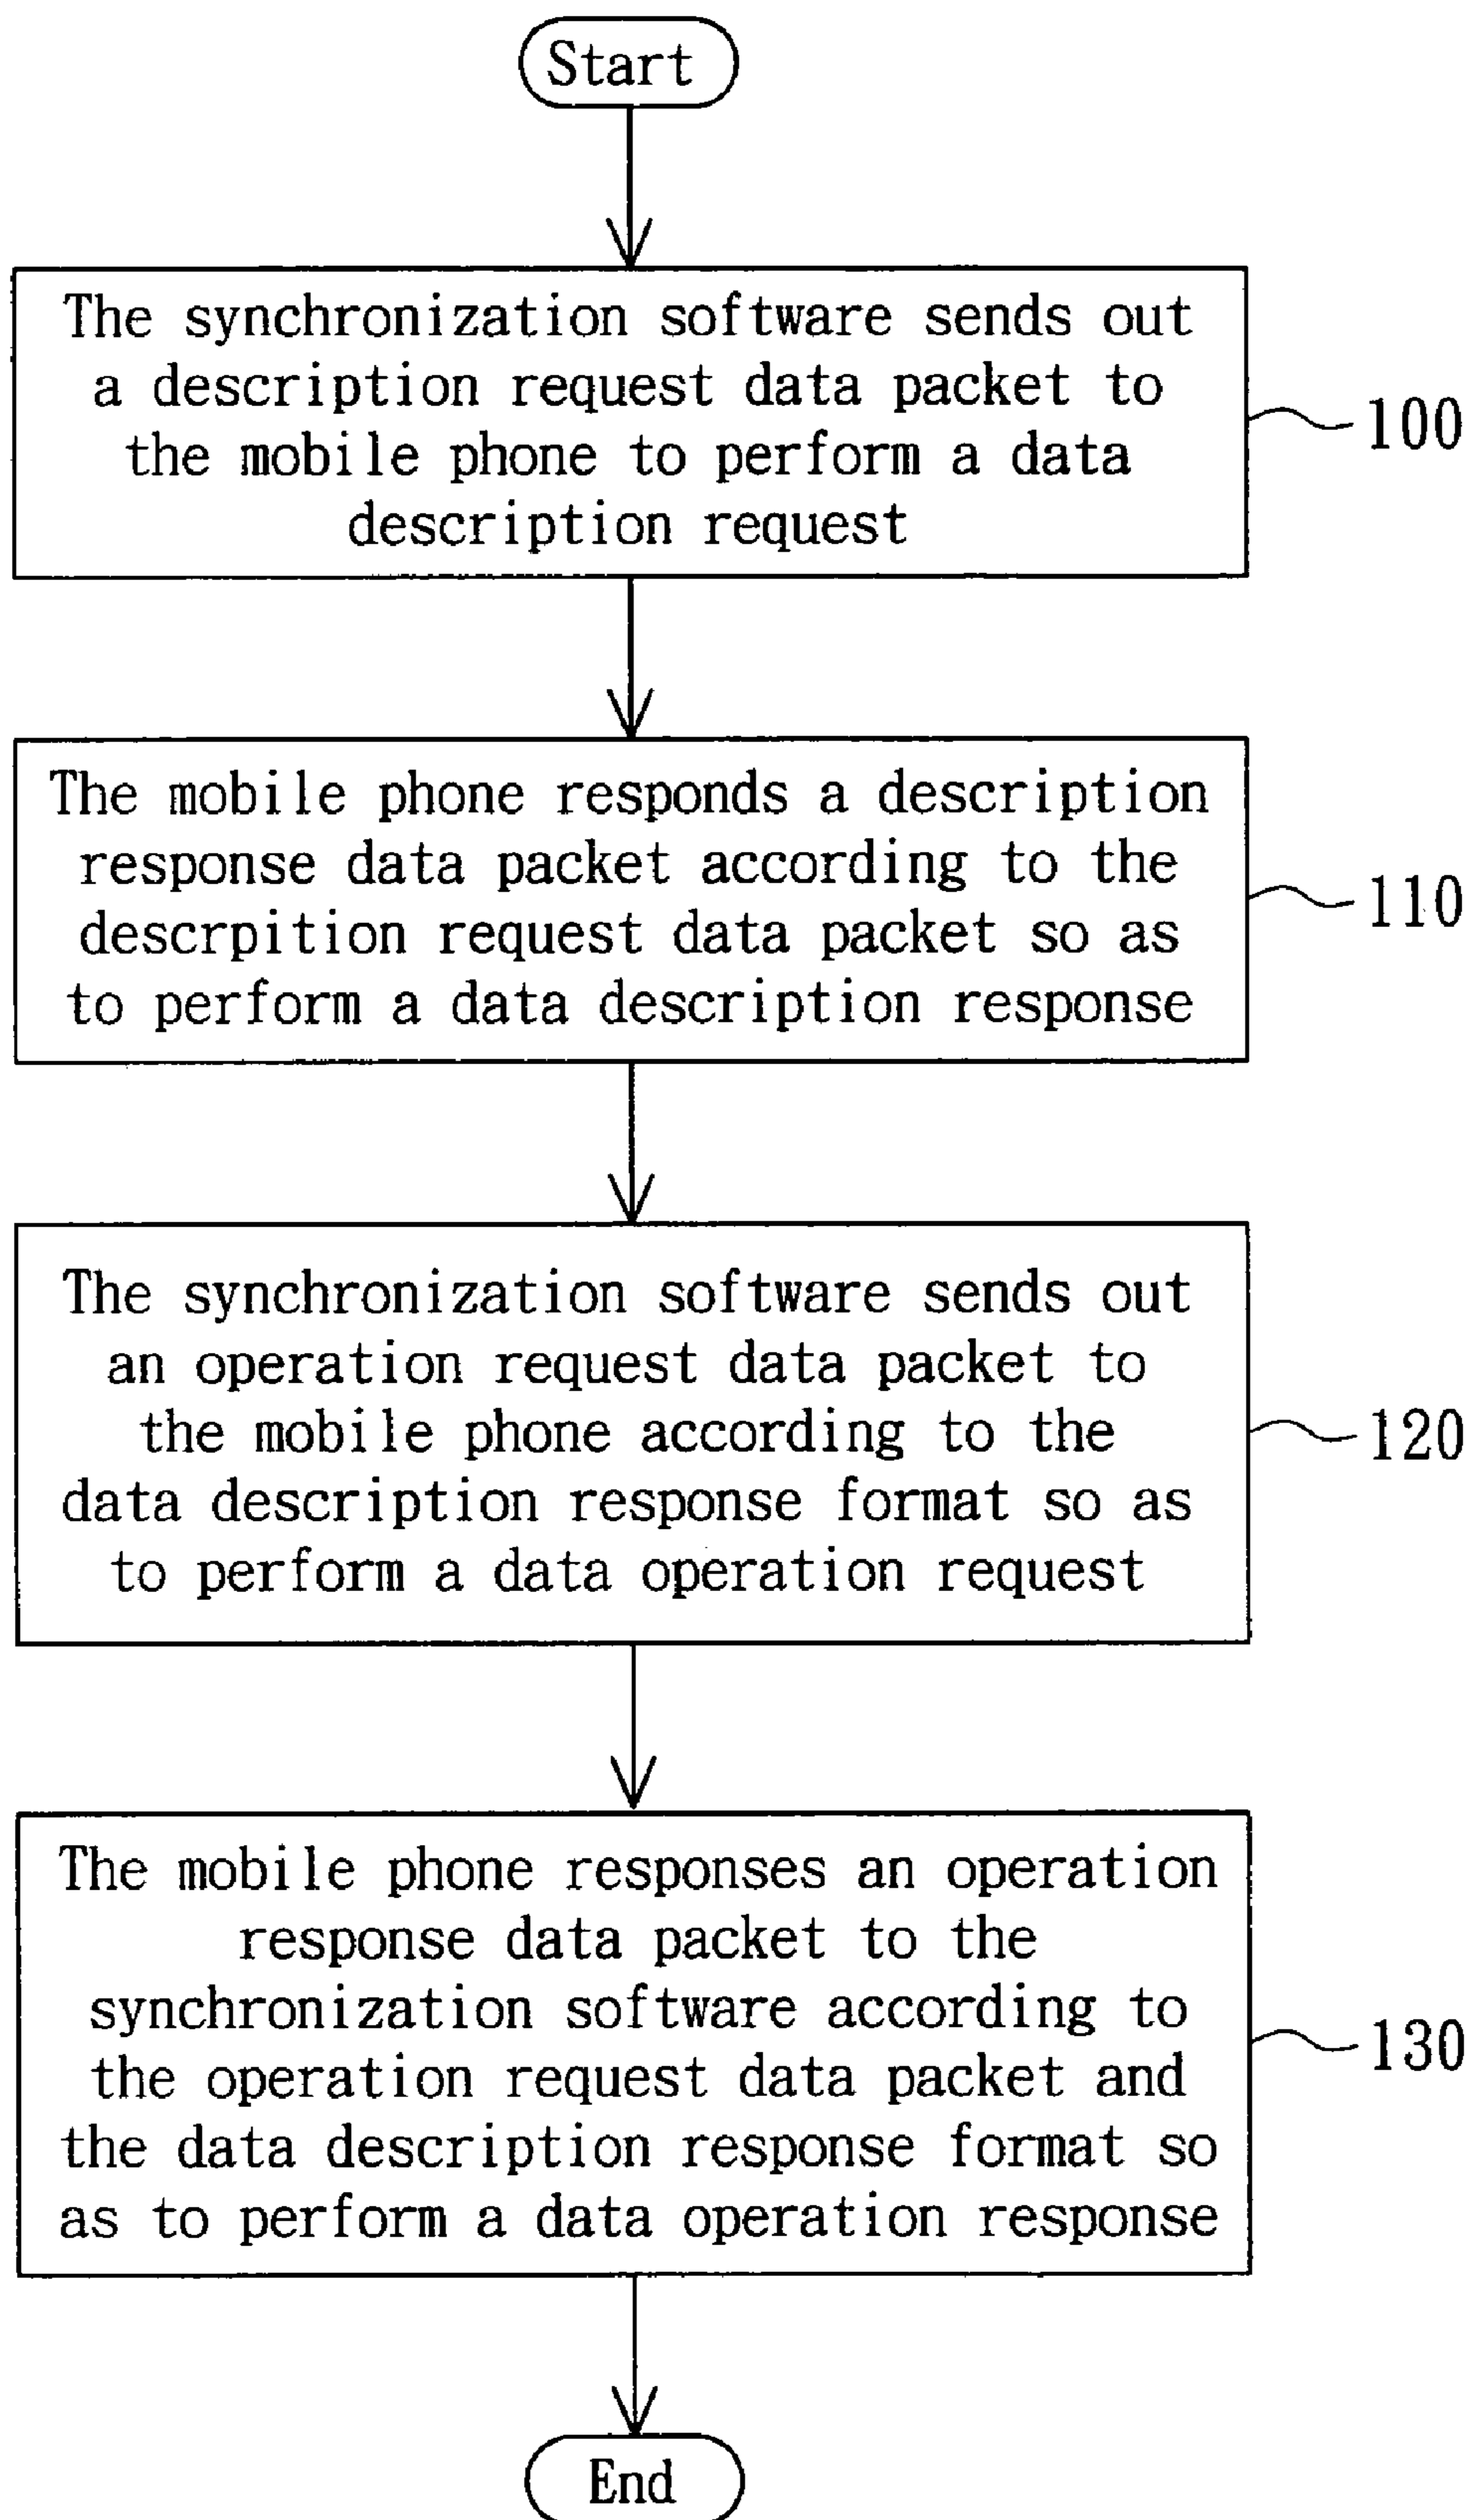 Start
The synchronization software sends out
a description request data packet to
the mobile phone to perform a data
description request
100
The mobile phone responds a description
response data packet according to the
descrpition request data packet so as
to perform a data description response
110
The synchronization software sends out
an operation request data packet to
the mobile phone according to the
data description response format so as
to perform a data operation request
120
The mobile phone responses an operation
response data packet to the
synchronization software according to
the operation request data packet and
the data description response format so
as to perform a data operation response
130
End